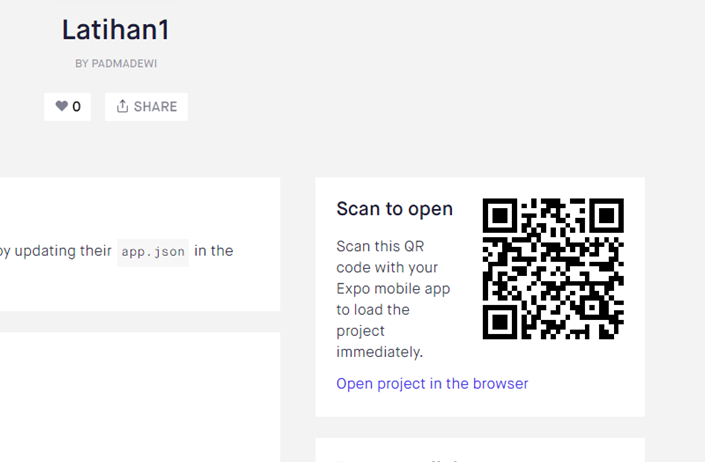 Latihan1
BY PADMADEWI
0 SHARE
by updating their app.json in the
Scan to open
Scan this QR
code with your
Expo mobile app
to load the
project
immediately.
Open project in the browser